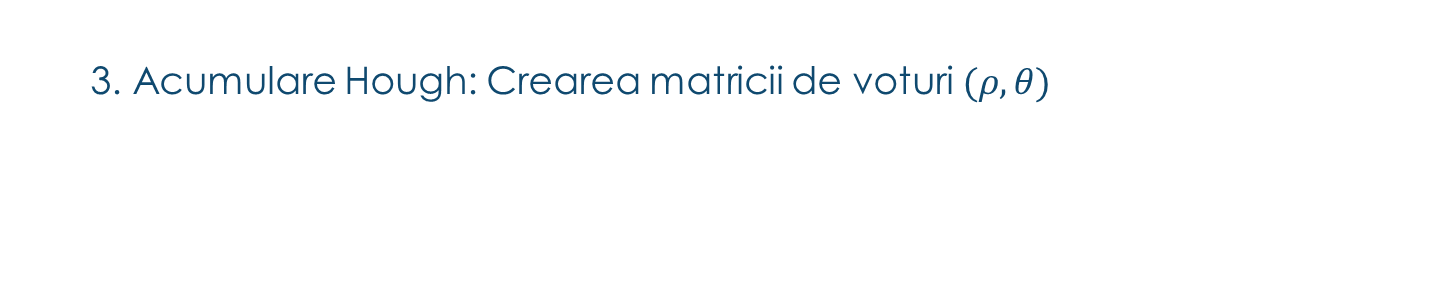 3. Acumulare Hough: Crearea matricii de voturi (𝜌, 𝜃)